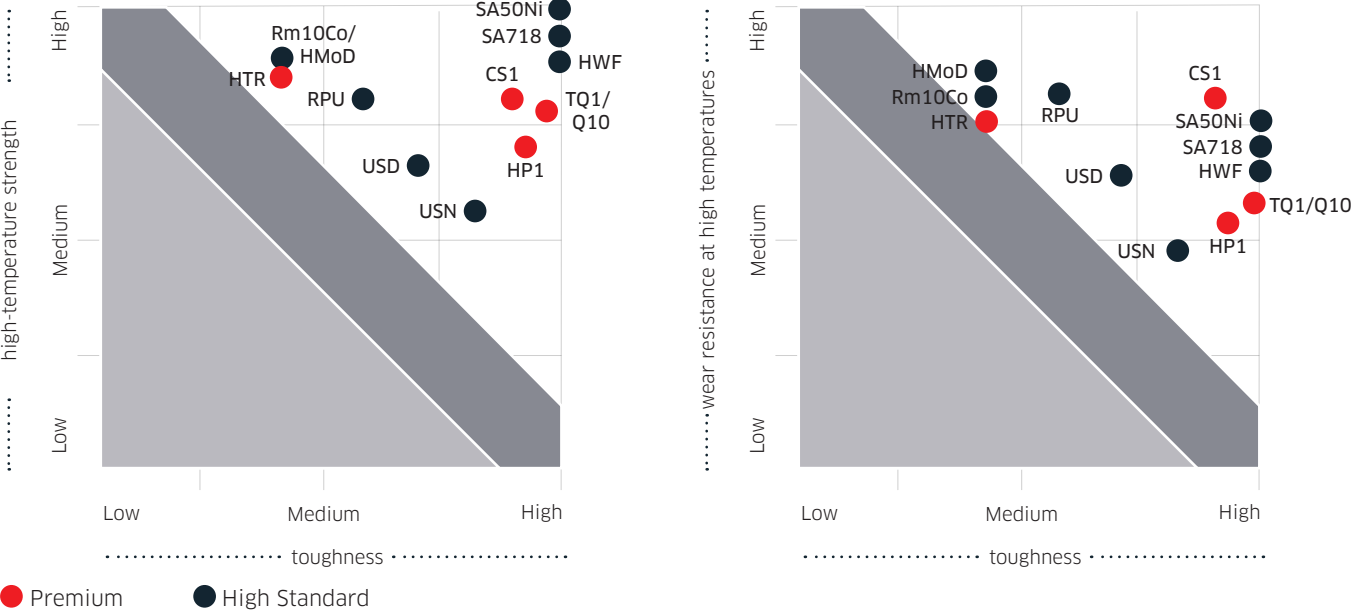 high-temperature strength
High
Medium
Low
SA50Ni
Rm10Co/
HMoD
SA718
HWF
HTR
CS1
RPU
TQ1/
Q10
HP1
USD
USN
Low
Medium
High
toughness
wear resistance at high temperatures
High
Medium
Low
HMoD
CS1
Rm10Co
RPU
HTR
SA50Ni
SA718
HWF
USD
TQ1/Q10
HP1
USN
Low
Medium
High
toughness
Premium
High Standard